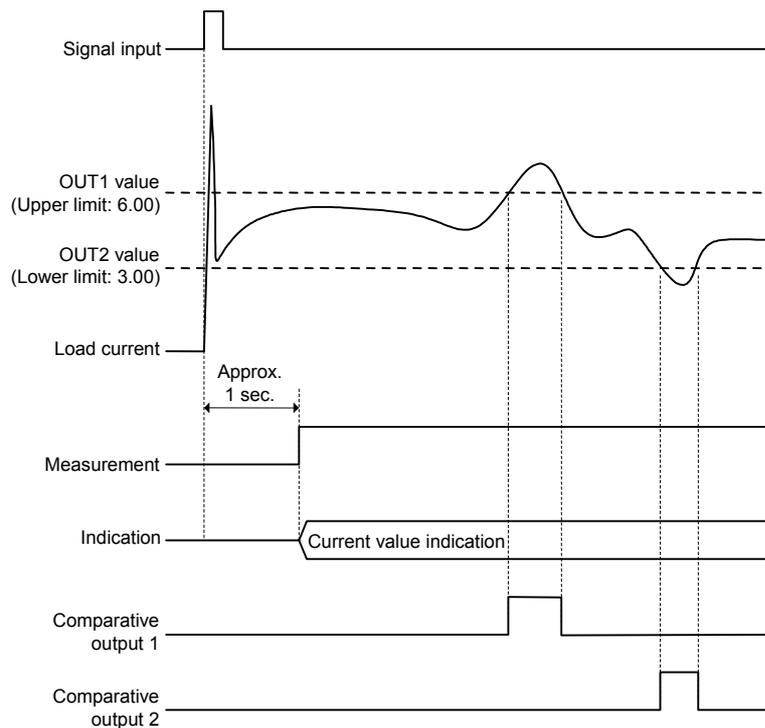 Signal input
OUT1 value
(Upper limit: 6.00)
OUT2 value
(Lower limit: 3.00)
Load current
Approx.
1 sec.
Measurement
Indication
Current value indication
Comparative
output 1
Comparative
output 2